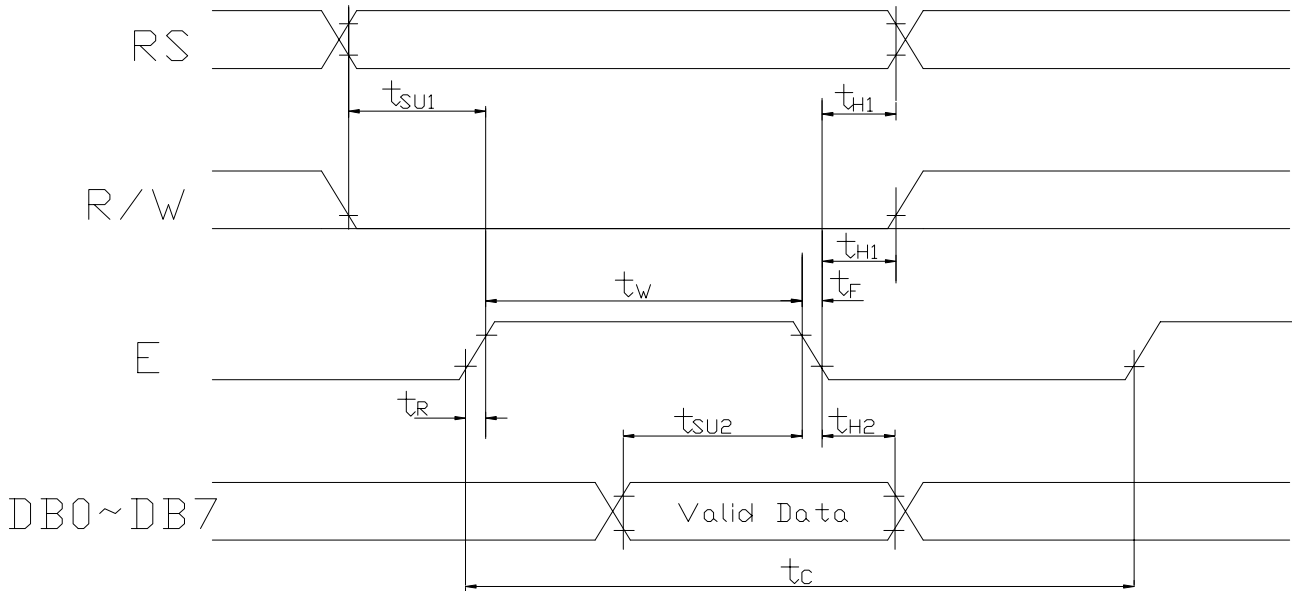 RS
tSU1
tH1
R/W
tH1
tW
tF
E
tR
tSU2
tH2
DB0~DB7
Valid Data
tC